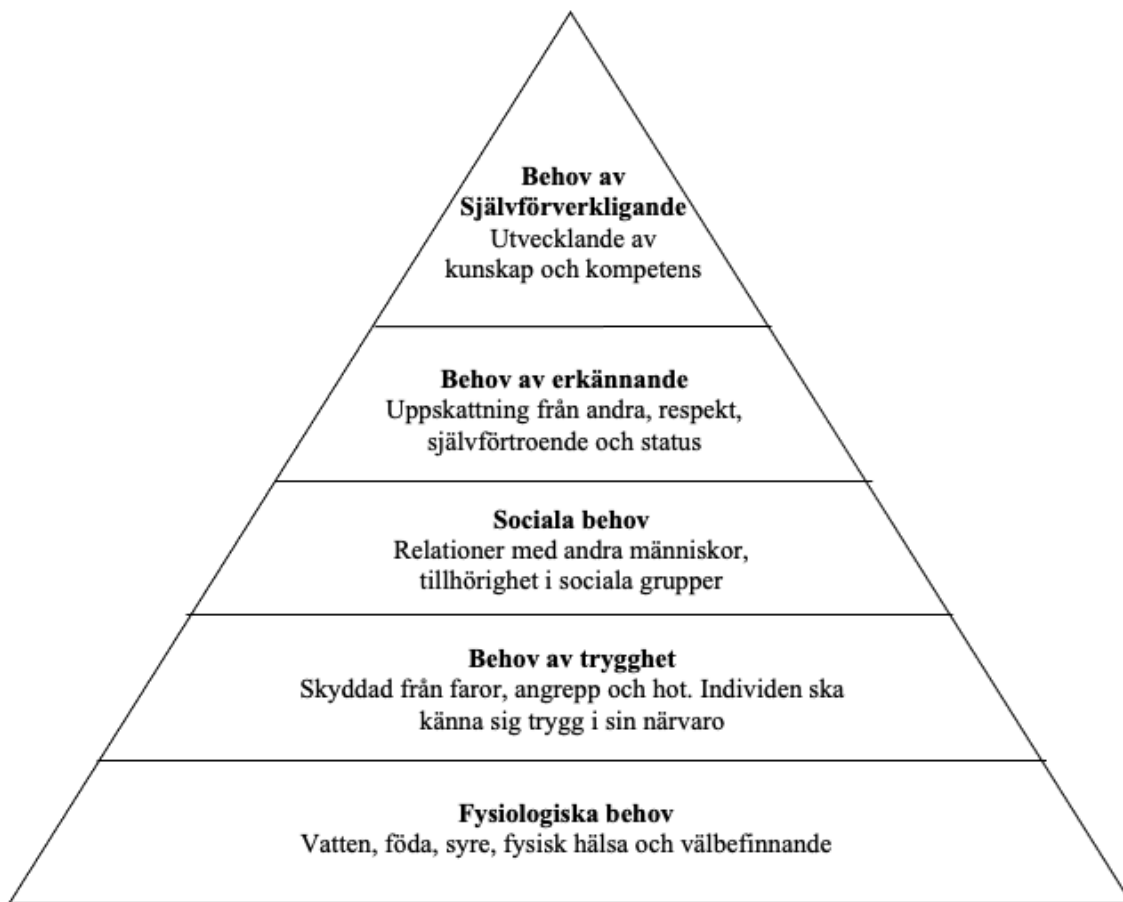 Behov av
Självförverkligande
Utvecklande av
kunskap och kompetens
Behov av erkännande
Uppskattning från andra, respekt,
självförtroende och status
Sociala behov
Relationer med andra människor,
tillhörighet i sociala grupper
Behov av trygghet
Skyddad från faror, angrepp och hot. Individen ska
känna sig trygg i sin närvaro
Fysiologiska behov
Vatten, föda, syre, fysisk hälsa och välbefinnande